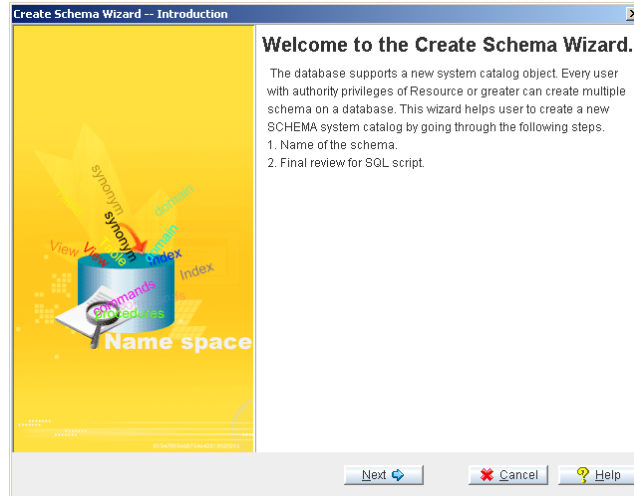 Create Schema Wizard -- Introduction
Welcome to the Create Schema Wizard.
The database supports a new system catalog object. Every user
with authority privileges of Resource or greater can create multiple
schema on a database. This wizard helps user to create a new
SCHEMA system catalog by going through the following steps.
1. Name of the schema.
2. Final review for SQL script.
synonym
domain
synonym
Table
View
View
domain
Index
Index
commands
procedures
Name space
Next
Cancel
Help